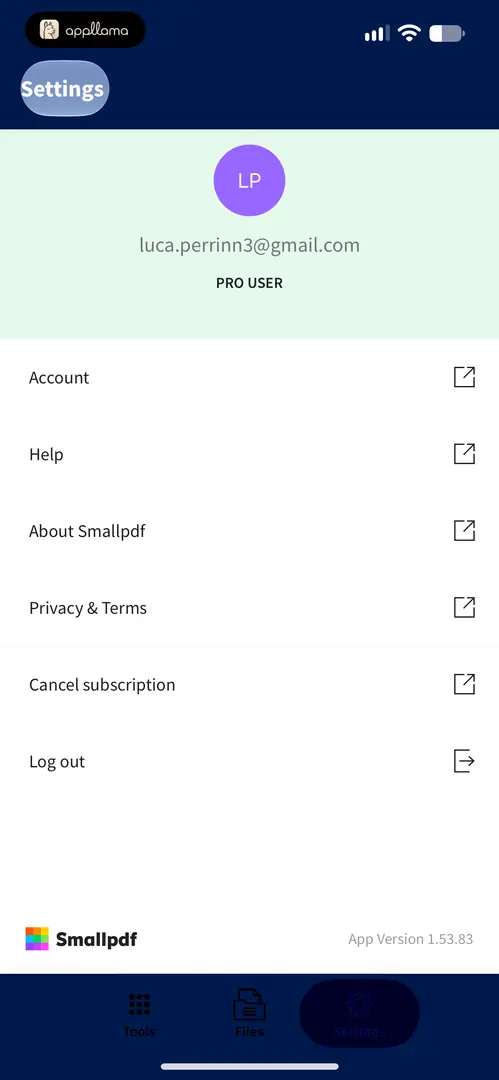 appllama
Settings
LP
luca.perrinn3@gmail.com
PRO USER
Account
Help
About Smallpdf
Privacy & Terms
Cancel subscription
Log out
Smallpdf
App Version 1.53.83
Tools
Files
Settings